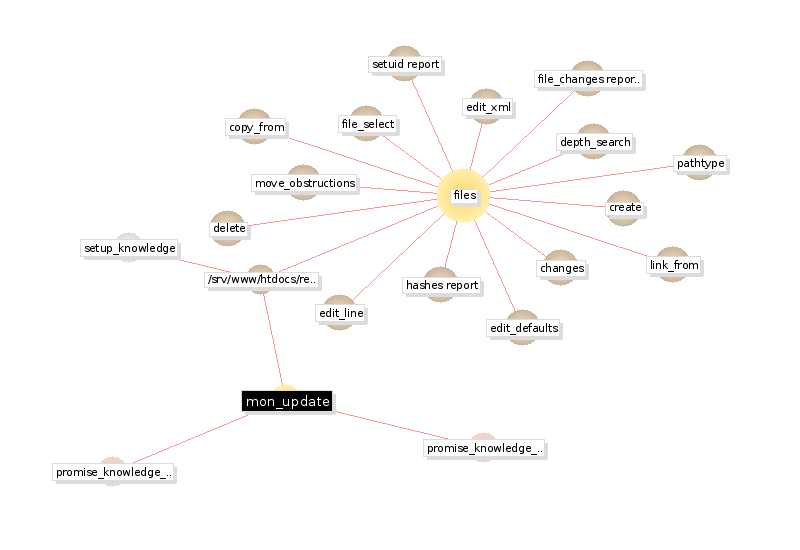 setuid report
file_changes repor..
edit_xml
copy_from
file_select
depth_search
pathtype
move_obstructions
files
create
delete
setup_knowledge
/srv/www/htdocs/re..
changes
link_from
hashes report
edit_line
edit_defaults
mon_update
promise_knowledge_..
promise_knowledge_..